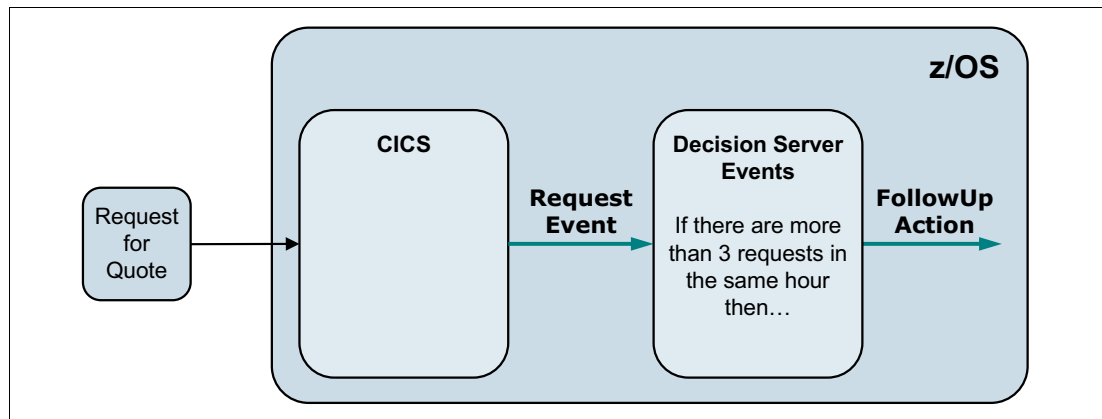 z/OS
CICS
Decision Server
Events
Request
for
Quote
Request
Event
If there are more
than 3 requests in
the same hour
then…
FollowUp
Action